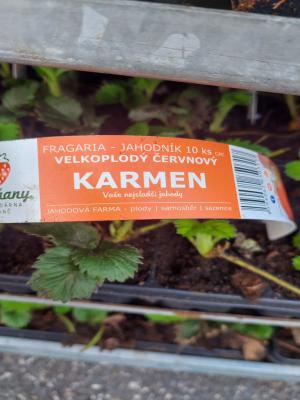 FRAGARIA - JAHODNÍK 10 ks
VELKOPLODÝ ČERVNOVÝ
KARMEN
Vaše nejsladší jahody
JAHODOVÁ FARMA - plody | samosběr | sazenice